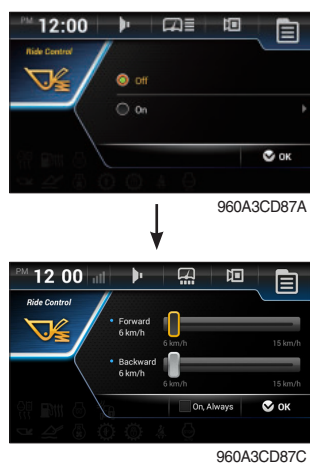 PM 12:00
Ride Control
Off
On
OK
960A3CD87A
PM 12 00
Ride Control
Forward
6 km/h
6 km/h 15 km/h
Backward
6 km/h
6 km/h 15 km/h
On, Always OK
960A3CD87C